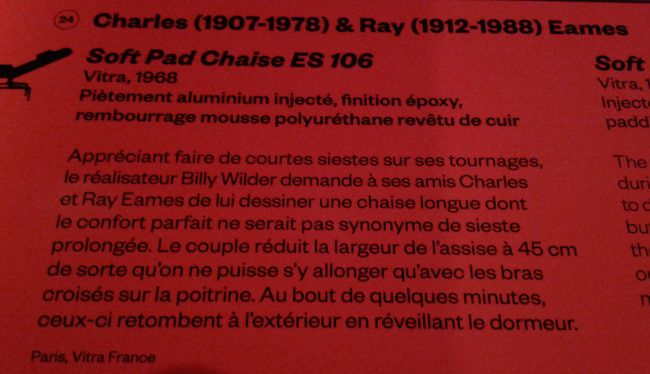 24 Charles (1907-1978) & Ray (1912-1988) Eames
Soft Pad Chaise ES 106
Vitra, 1968
Piètement aluminium injecté, finition époxy,
rembourrage mousse polyuréthane revêtu de cuir
Appréciant faire de courtes siestes sur ses tournages,
le réalisateur Billy Wilder demande à ses amis Charles
et Ray Eames de lui dessiner une chaise longue dont
le confort parfait ne serait pas synonyme de sieste
prolongée. Le couple réduit la largeur de l'assise à 45 cm
de sorte qu'on ne puisse s'y allonger qu'avec les bras
croisés sur la poitrine. Au bout de quelques minutes,
ceux-ci retombent à l'extérieur en réveillant le dormeur.
Paris, Vitra France
Soft
Vitra,
Inject
padd
The
duri
to d
bu
th